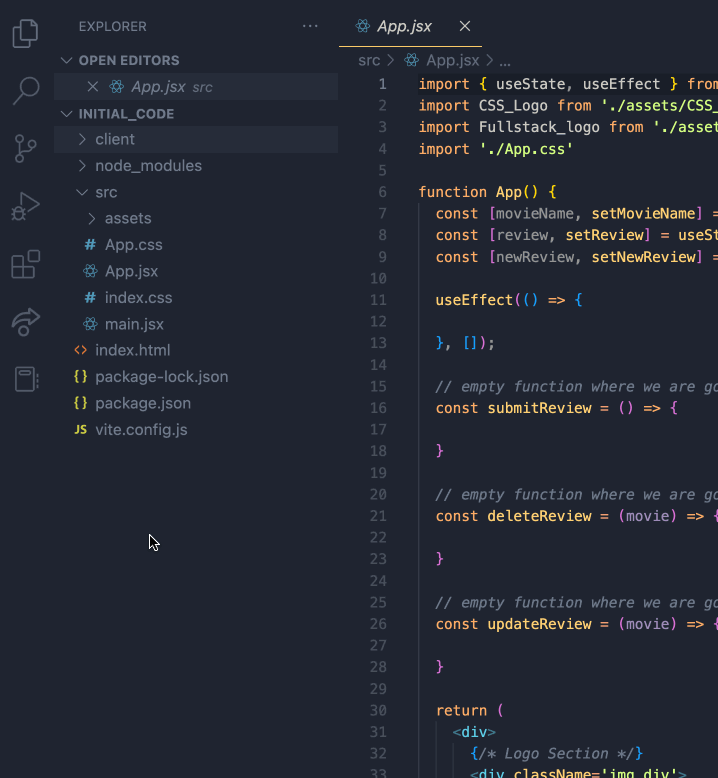 EXPLORER
OPEN EDITORS
App.jsx src
INITIAL_CODE
client
node_modules
src
assets
# App.css
App.jsx
# index.css
main.jsx
<> index.html
{} package-lock.json
{} package.json
JS vite.config.js
App.jsx
src > App.jsx > ...
1 import { useState, useEffect } from
2 import CSS_Logo from './assets/CSS_
3 import Fullstack_logo from './asset
4 import './App.css'
5
6 function App() {
7 const [movieName, setMovieName] =
8 const [review, setReview] = useSt
9 const [newReview, setNewReview] =
10
11 useEffect(() => {
12
13 }, []);
14
15 // empty function where we are go
16 const submitReview = () => {
17
18 }
19
20 // empty function where we are go
21 const deleteReview = (movie) => {
22
23 }
24
25 // empty function where we are go
26 const updateReview = (movie) => {
27
28 }
29
30 return (
31 <div>
32 {/* Logo Section */}
33 <div className='img_div'>